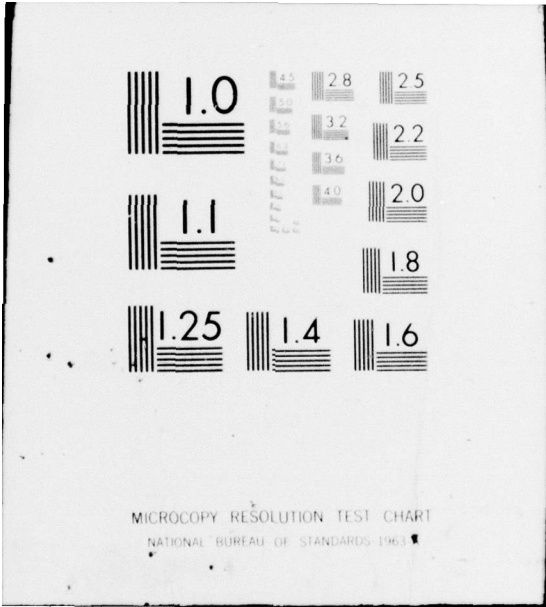 1.0
4.5 2.8 2.5
5.0
3.2 2.2
3.6
4.0 2.0
1.1
1.8
1.25 1.4 1.6
MICROCOPY RESOLUTION TEST CHART
NATIONAL BUREAU OF STANDARDS-1963